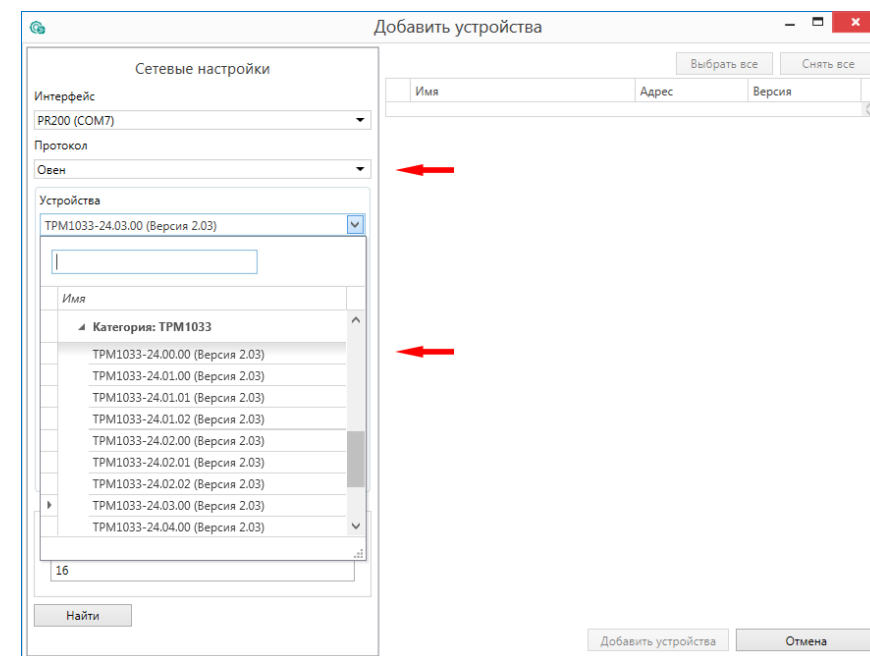 Добавить устройства
Сетевые настройки
Интерфейс
PR200 (COM7)
Протокол
Овен
Устройства
ТРМ1033-24.03.00 (Версия 2.03)
Имя
Категория: ТРМ1033
ТРМ1033-24.00.00 (Версия 2.03)
ТРМ1033-24.01.00 (Версия 2.03)
ТРМ1033-24.01.01 (Версия 2.03)
ТРМ1033-24.01.02 (Версия 2.03)
ТРМ1033-24.02.00 (Версия 2.03)
ТРМ1033-24.02.01 (Версия 2.03)
ТРМ1033-24.02.02 (Версия 2.03)
ТРМ1033-24.03.00 (Версия 2.03)
ТРМ1033-24.04.00 (Версия 2.03)
16
Найти
Выбрать все Снять все
Имя Адрес Версия
Добавить устройства Отмена